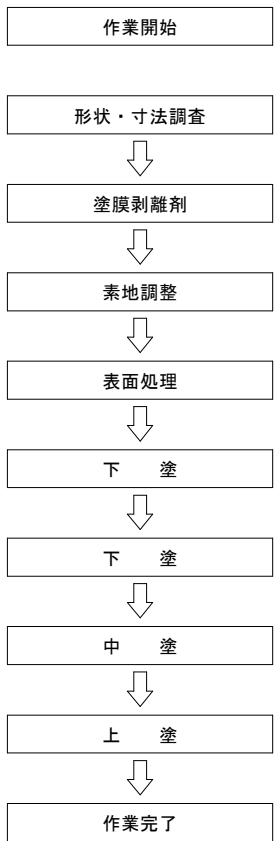 作業開始
形状・寸法調査
塗膜剥離剤
素地調整
表面処理
下　　塗
下　　塗
中　　塗
上　　塗
作業完了